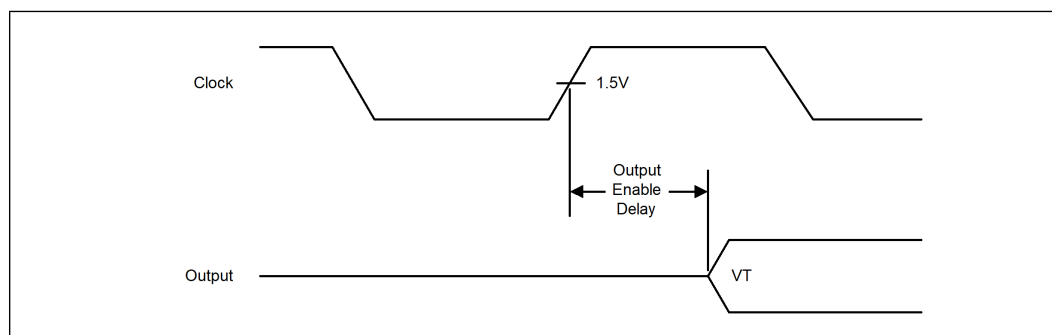 Clock
1.5V
Output
Enable
Delay
Output
VT